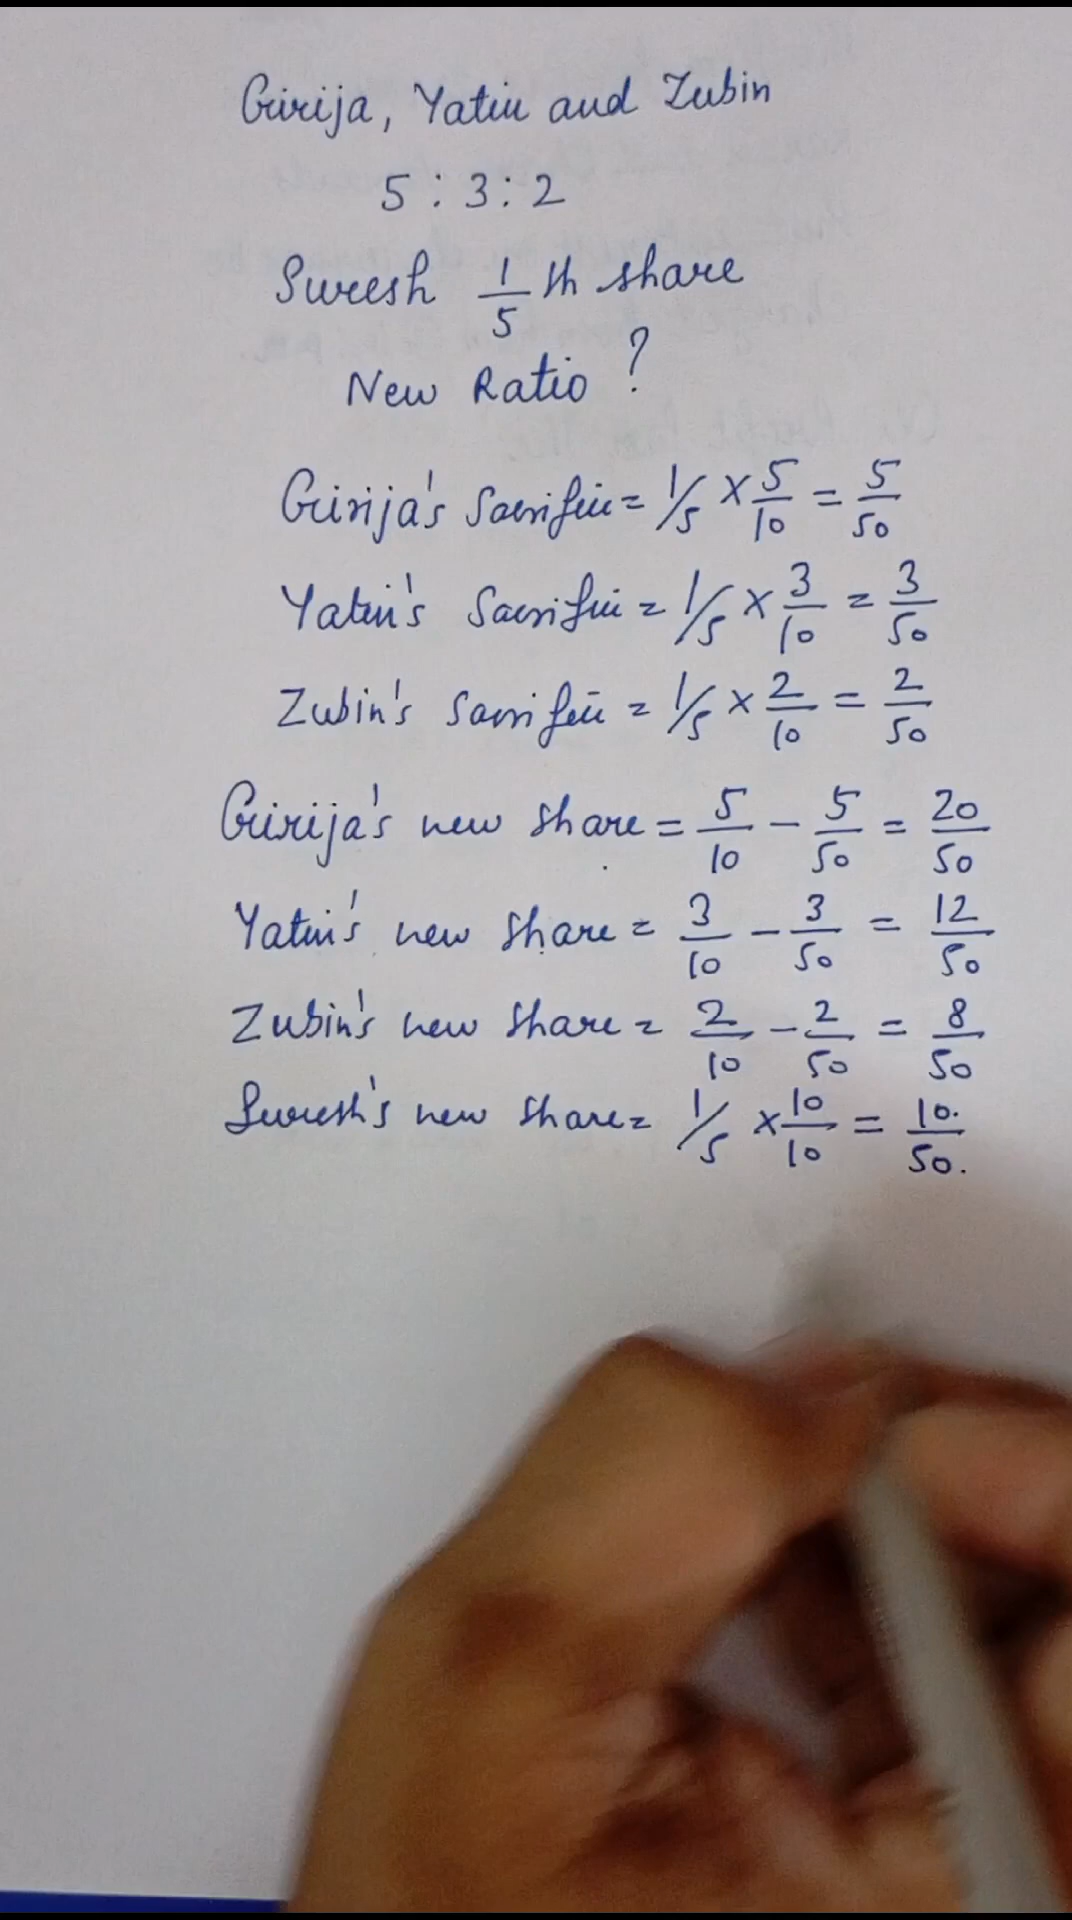 Girija, Yatin and Zubin
5 : 3 : 2
Suresh 1/5 th share
New Ratio ?
Girija's Sacrifice = 1/5 × 5/10 = 5/50
Yatin's Sacrifice = 1/5 × 3/10 = 3/50
Zubin's Sacrifice = 1/5 × 2/10 = 2/50
Girija's new share = 5/10 - 5/50 = 20/50
Yatin's new share = 3/10 - 3/50 = 12/50
Zubin's new share = 2/10 - 2/50 = 8/50
Suresh's new share = 1/5 × 10/10 = 10/50.